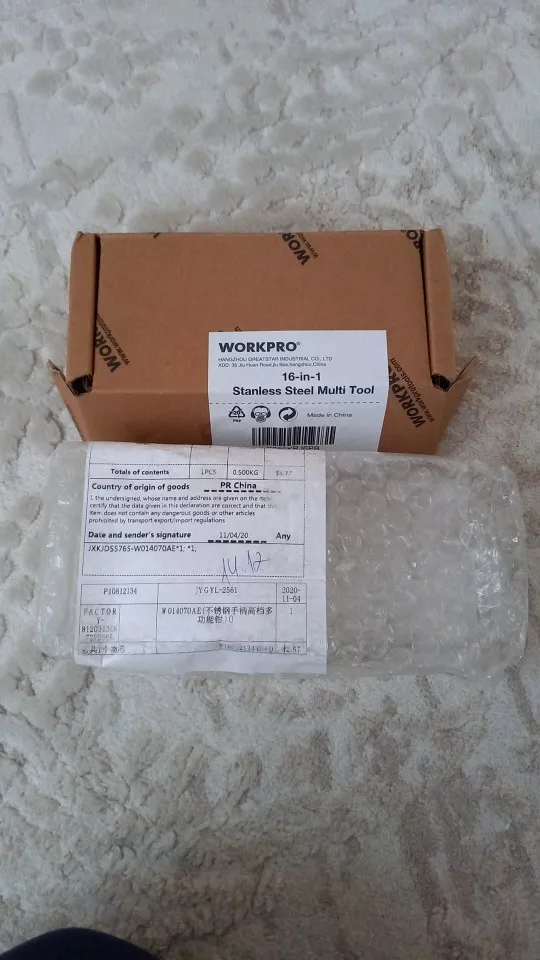 WORKPRO
WORKPRO®
HANGZHOU GREATSTAR INDUSTRIAL CO., LTD
16-in-1
Stanless Steel Multi Tool
PAP
Made in China
Totals of contents 1PCS 0.500KG
Country of origin of goods PR China
I, the undersigned, whose name and address are given on the
certify that the data given in this declaration are correct and that
item does not contain any dangerous goods or other articles
prohibited by transport export/import regulations
Date and sender's signature 11/04/20 Any
JXKJDS5765-W014070AE*1; *1;
14.12
P10812134 JYGYL-2561 2020-
11-04
FACTOR W014070AE(不锈钢手柄高档多 1
Y- 功能钳)()